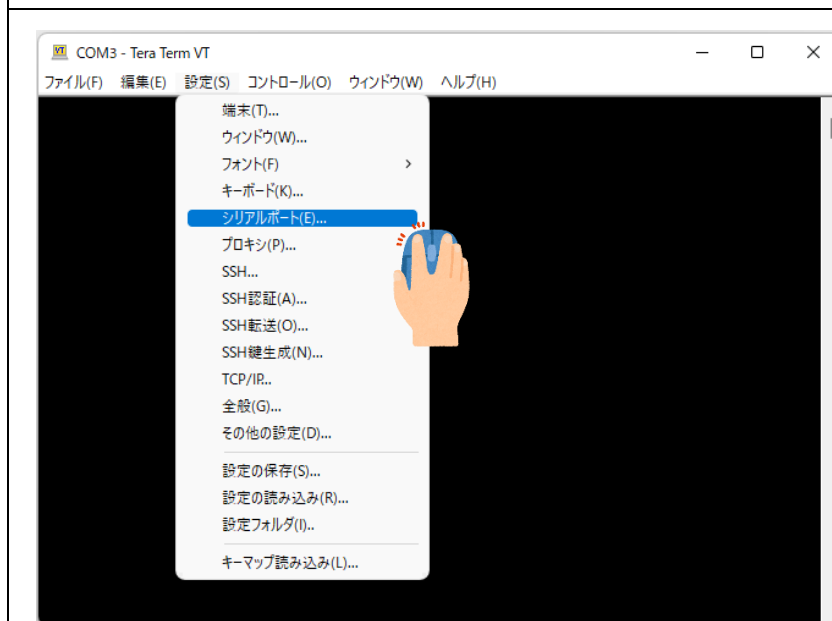 COM3 - Tera Term VT
ファイル(F) 編集(E) 設定(S) コントロール(O) ウィンドウ(W) ヘルプ(H)
端末(T)...
ウィンドウ(W)...
フォント(F)
キーボード(K)...
シリアルポート(E)...
プロキシ(P)...
SSH...
SSH認証(A)...
SSH転送(O)...
SSH鍵生成(N)...
TCP/IP...
全般(G)...
その他の設定(D)...
設定の保存(S)...
設定の読み込み(R)...
設定フォルダ(I)..
キーマップ読み込み(L)...